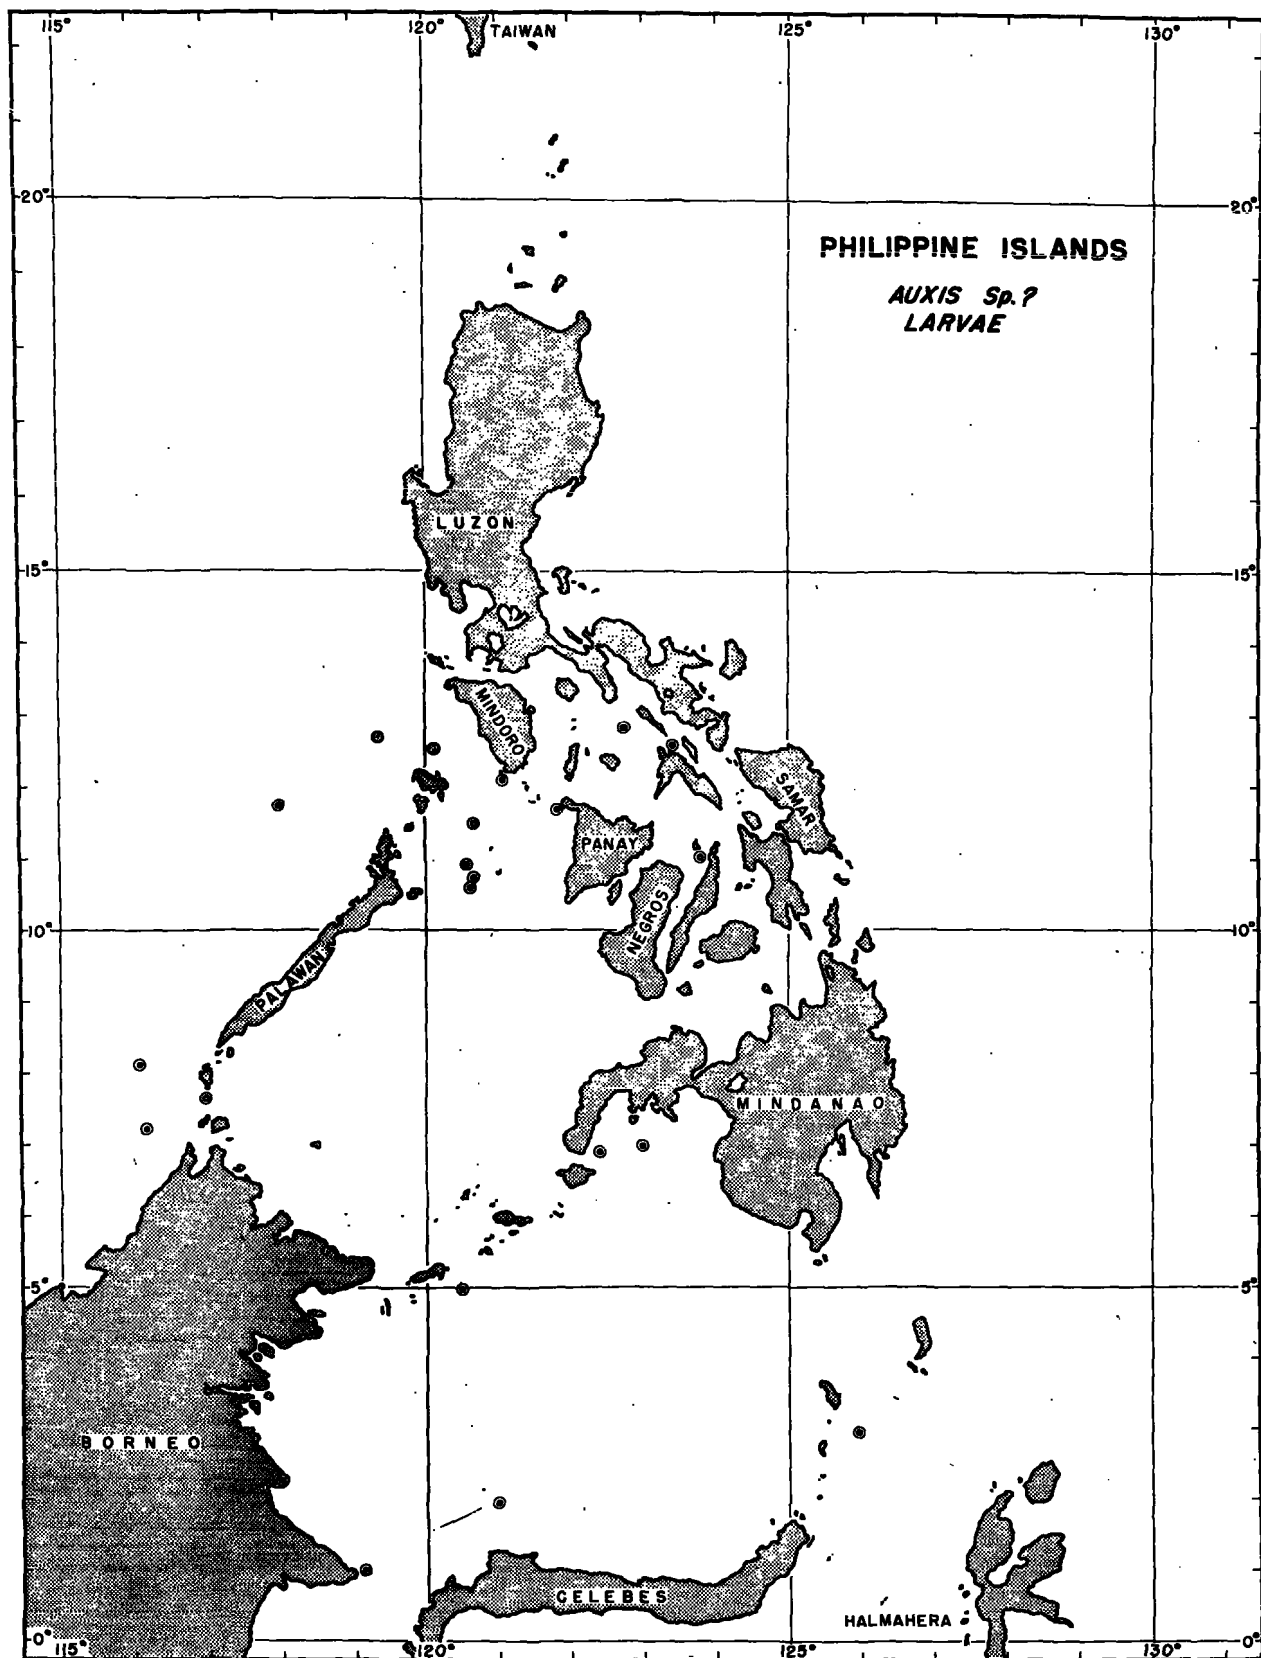 115° 120° 125° 130°
TAIWAN
20° 20°
PHILIPPINE ISLANDS
AUXIS Sp.?
LARVAE
LUZON
15° 15°
MINDORO
SAMAR
PANAY
NEGROS
10° 10°
PALAWAN
MINDANAO
5° 5°
BORNEO
CELEBES
HALMAHERA
0° 115° 120° 125° 130° 0°